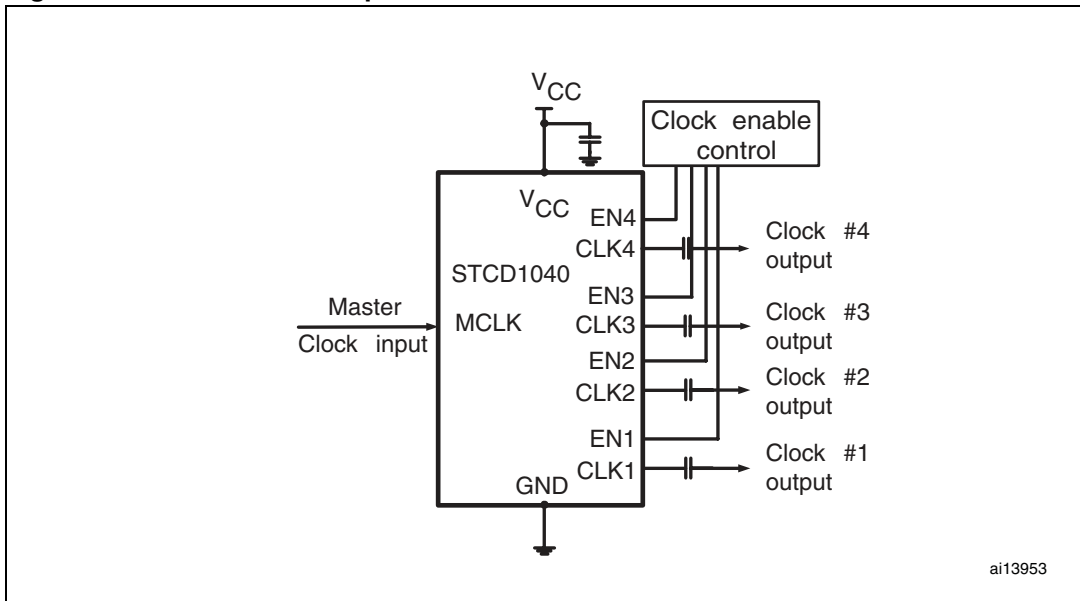 VCC
Clock enable
control
VCC
EN4
CLK4
Clock #4
output
STCD1040
EN3
Master
Clock input
MCLK
CLK3
Clock #3
output
EN2
CLK2
Clock #2
output
EN1
CLK1
Clock #1
output
GND
ai13953